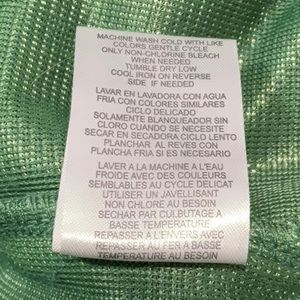 MACHINE WASH COLD WITH LIKE
COLORS GENTLE CYCLE
ONLY NON-CHLORINE BLEACH
WHEN NEEDED
TUMBLE DRY LOW
COOL IRON ON REVERSE
SIDE IF NEEDED
LAVAR EN LAVADORA CON AGUA
FRIA CON COLORES SIMILARES
CICLO DELICADO
SOLAMENTE BLANQUEADOR SIN
CLORO CUANDO SE NECESITE
SECAR EN SECADORA CICLO LENTO
PLANCHAR AL REVES CON
PLANCHA FRIA SI ES NECESARIO
LAVER A LA MACHINE A L'EAU
FROIDE AVEC DE COULEURS
SEMBLABLES AU CYCLE DELICAT
UTILISER UN JAVELLISANT
NON CHLORE AU BESOIN
SECHAR PAR CULBUTAGE A
BASSE TEMPERATURE
REPASSER A L'ENVERS AVEC
REPASSER AU FER A BASSE
TEMPERATURE AU BESOIN